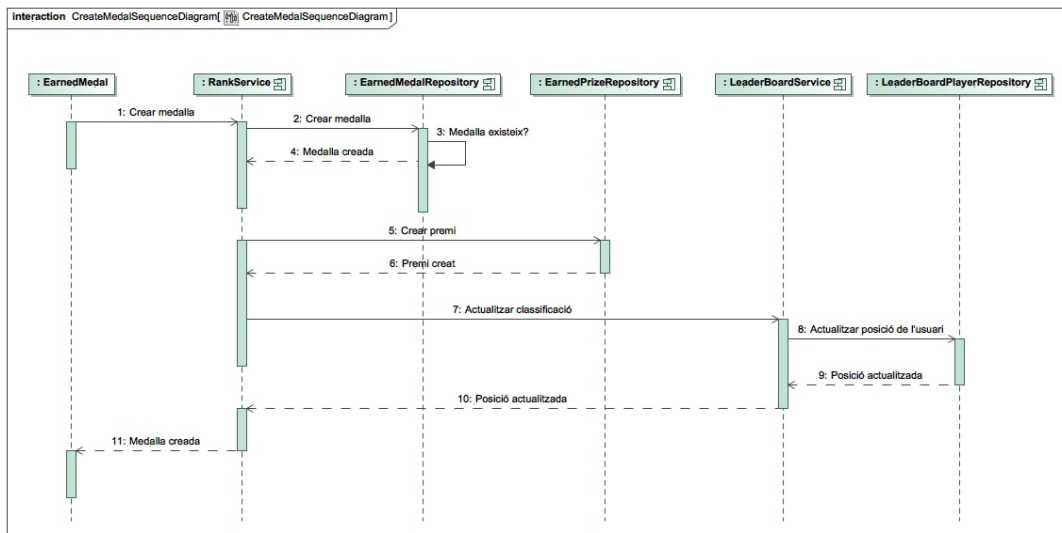 interaction CreateMedalSequenceDiagram[ CreateMedalSequenceDiagram ]
: EarnedMedal
: RankService
: EarnedMedalRepository
: EarnedPrizeRepository
: LeaderBoardService
: LeaderBoardPlayerRepository
1: Crear medalla
2: Crear medalla
3: Medalla existeix?
4: Medalla creada
5: Crear premi
6: Premi creat
7: Actualitzar classificació
8: Actualitzar posició de l'usuari
9: Posició actualitzada
10: Posició actualitzada
11: Medalla creada